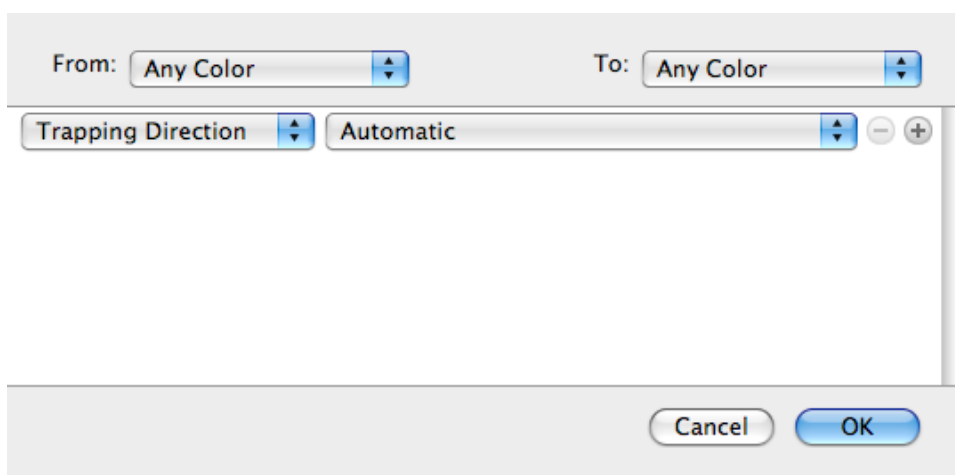 From: Any Color To: Any Color
Trapping Direction Automatic
Cancel OK